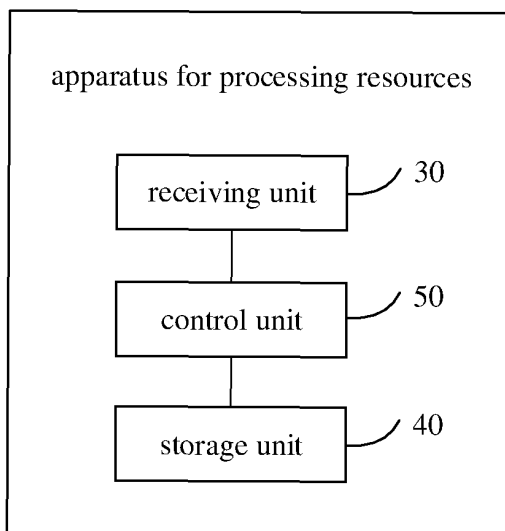 apparatus for processing resources
receiving unit
30
control unit
50
storage unit
40